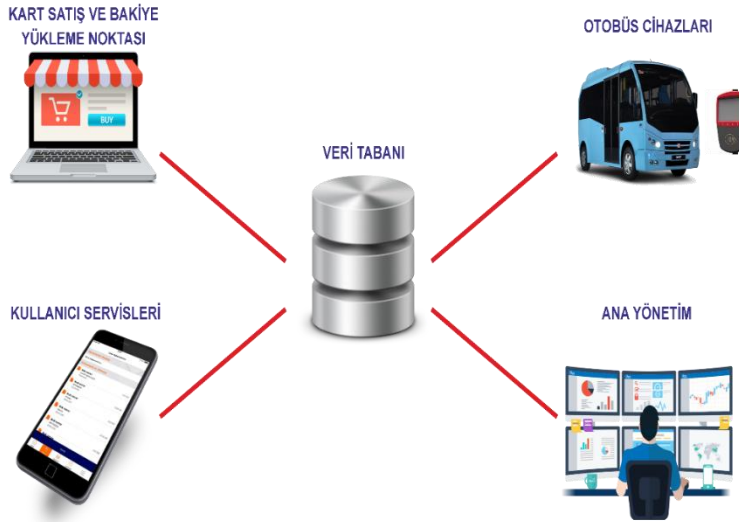 KART SATIŞ VE BAKİYE
YÜKLEME NOKTASI
BUY
OTOBÜS CİHAZLARI
VERİ TABANI
KULLANICI SERVİSLERİ
ANA YÖNETİM